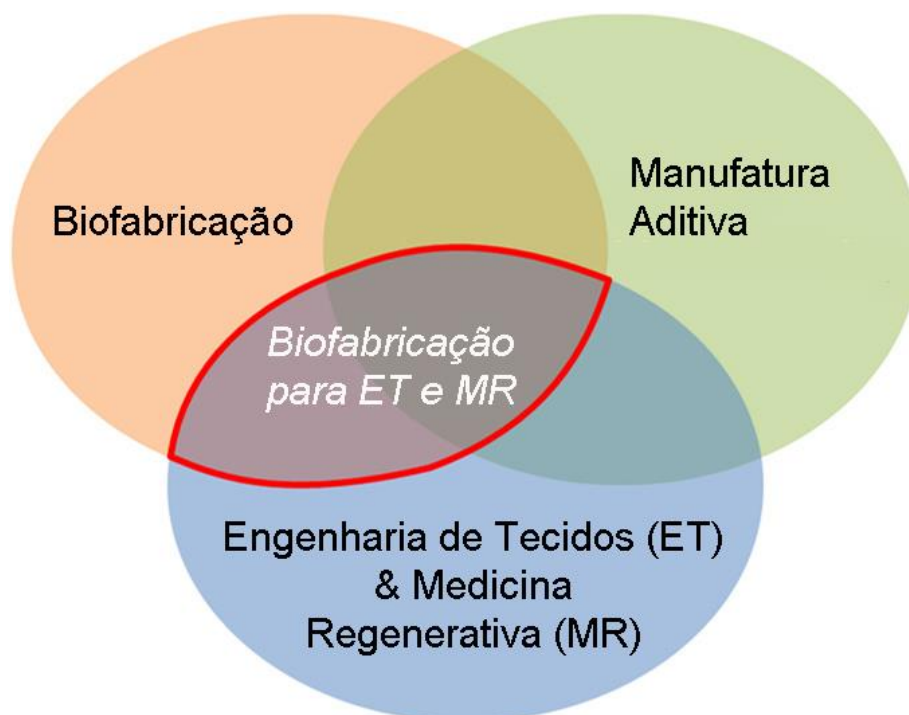 Biofabricação
Manufatura
Aditiva
Biofabricação
para ET e MR
Engenharia de Tecidos (ET)
& Medicina
Regenerativa (MR)